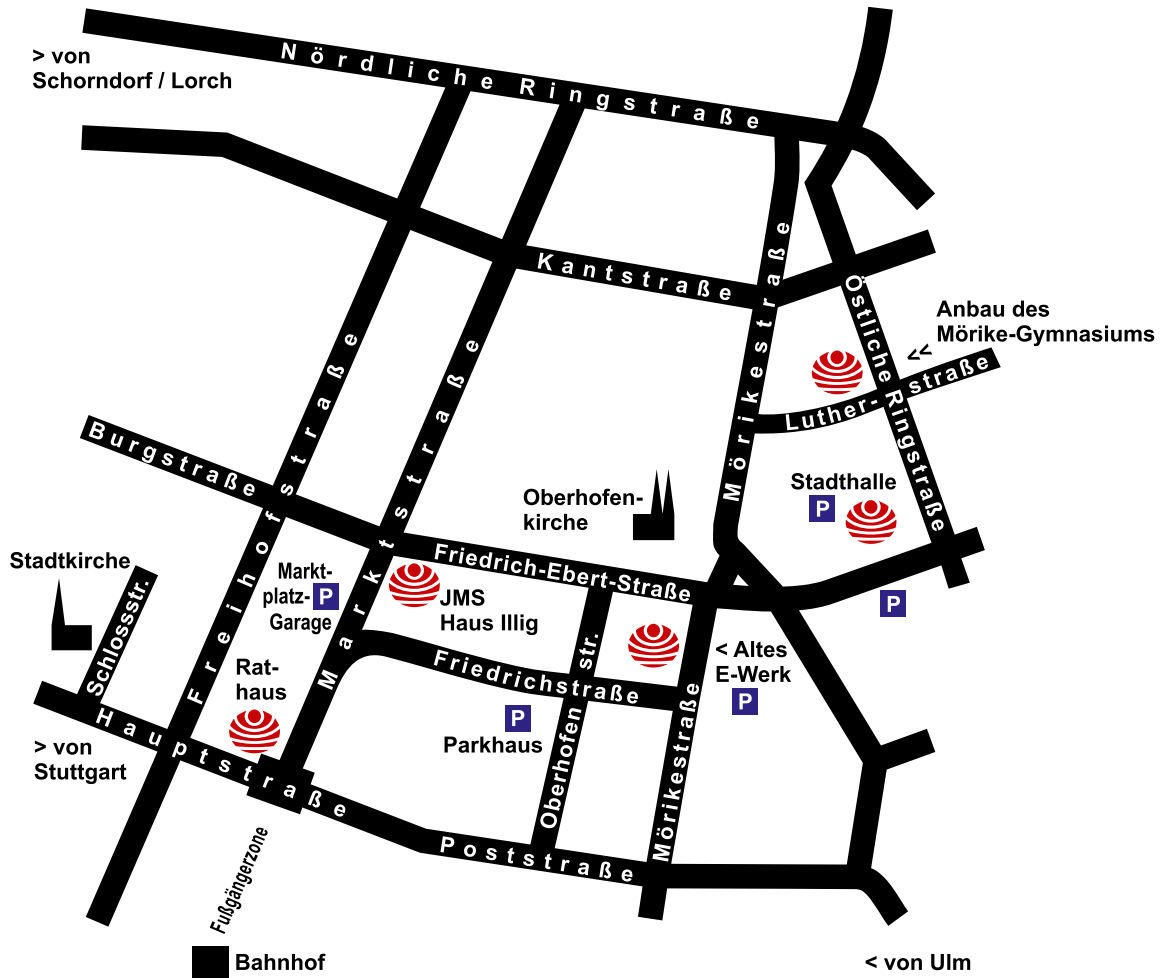 > von
Schorndorf / Lorch
Nördliche Ringstraße
Kantstraße
Östliche Ringstraße
Anbau des
Mörike-Gymnasiums
<<
Luther-straße
Mörikestraße
Freihofstraße
Marktstraße
Burgstraße
Oberhofen-
kirche
Stadthalle
P
Friedrich-Ebert-Straße
Stadtkirche
Schlossstr.
Markt-
platz- P
Garage
JMS
Haus Illig
P
Rat-
haus
Friedrichstraße
Oberhofenstr.
< Altes
E-Werk
P
P
Parkhaus
Mörikestraße
> von
Stuttgart
Hauptstraße
Poststraße
Fußgängerzone
Bahnhof
< von Ulm